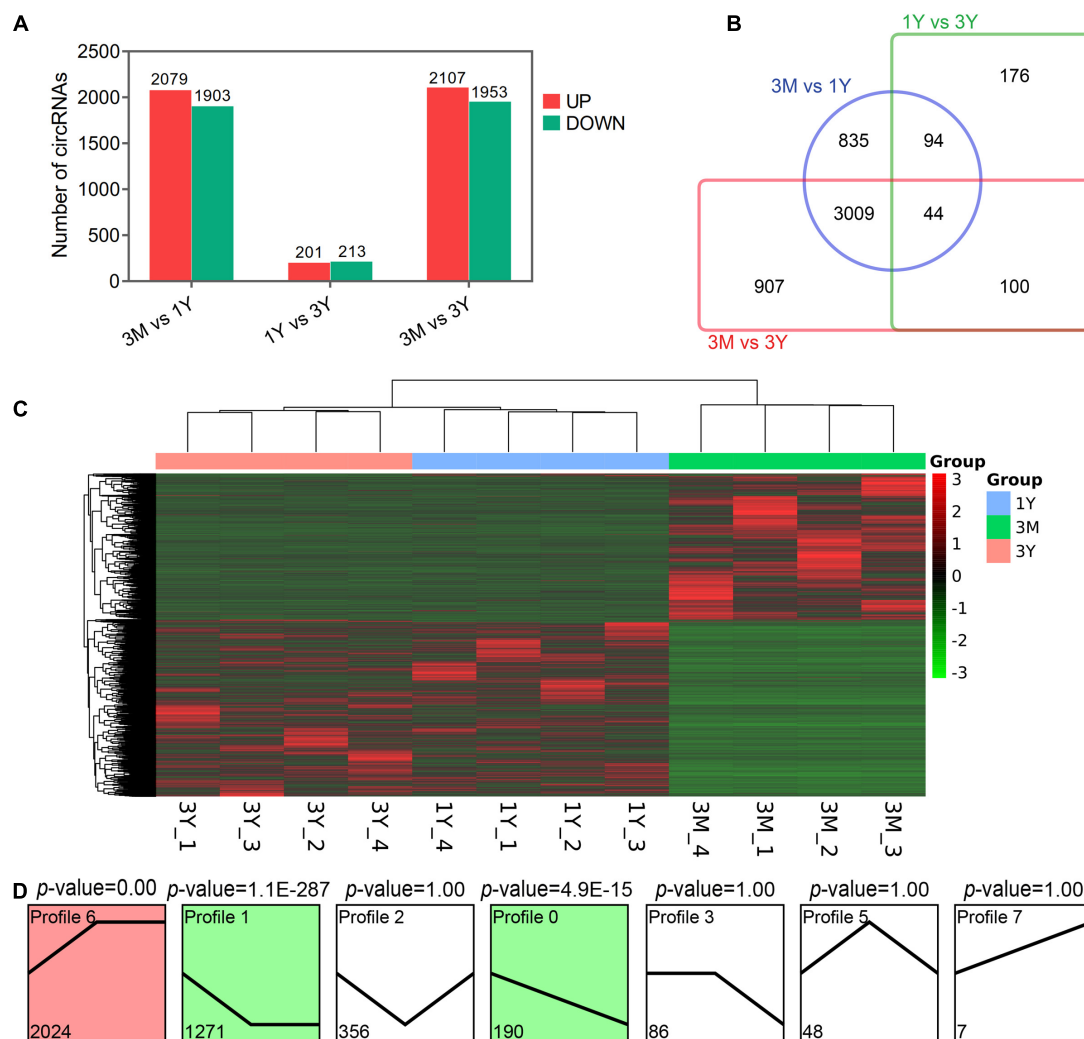 A
Number of circRNAs
2500
2000
1500
1000
500
0
2079
1903
201
213
2107
1953
UP
DOWN
3M vs 1Y
1Y vs 3Y
3M vs 3Y
B
1Y vs 3Y
3M vs 1Y
176
835
94
3009
44
907
100
3M vs 3Y
C
Group
3
2
1
0
-1
-2
-3
Group
1Y
3M
3Y
3Y_1
3Y_3
3Y_2
3Y_4
1Y_4
1Y_1
1Y_2
1Y_3
3M_4
3M_1
3M_2
3M_3
D
p-value=0.00
Profile 6
2024
p-value=1.1E-287
Profile 1
1271
p-value=1.00
Profile 2
356
p-value=4.9E-15
Profile 0
190
p-value=1.00
Profile 3
86
p-value=1.00
Profile 5
48
p-value=1.00
Profile 7
7